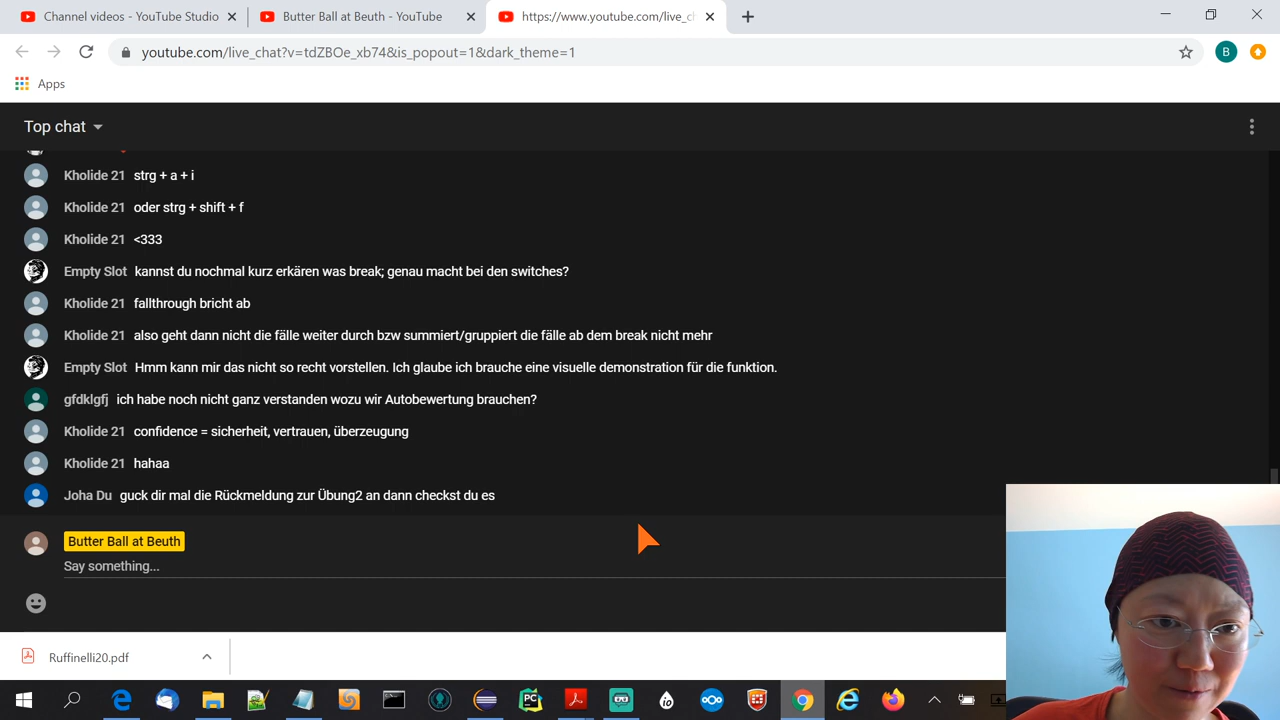 Channel videos - YouTube Studio
Butter Ball at Beuth - YouTube
https://www.youtube.com/live_c
youtube.com/live_chat?v=tdZBOe_xb74&is_popout=1&dark_theme=1
B
Apps
Top chat
Kholide 21 strg + a + i
Kholide 21 oder strg + shift + f
Kholide 21 <333
Empty Slot kannst du nochmal kurz erkären was break; genau macht bei den switches?
Kholide 21 fallthrough bricht ab
Kholide 21 also geht dann nicht die fälle weiter durch bzw summiert/gruppiert die fälle ab dem break nicht mehr
Empty Slot Hmm kann mir das nicht so recht vorstellen. Ich glaube ich brauche eine visuelle demonstration für die funktion.
gfdklgfj ich habe noch nicht ganz verstanden wozu wir Autobewertung brauchen?
Kholide 21 confidence = sicherheit, vertrauen, überzeugung
Kholide 21 hahaa
Joha Du guck dir mal die Rückmeldung zur Übung2 an dann checkst du es
Butter Ball at Beuth
Say something...
Ruffinelli20.pdf
PC
io